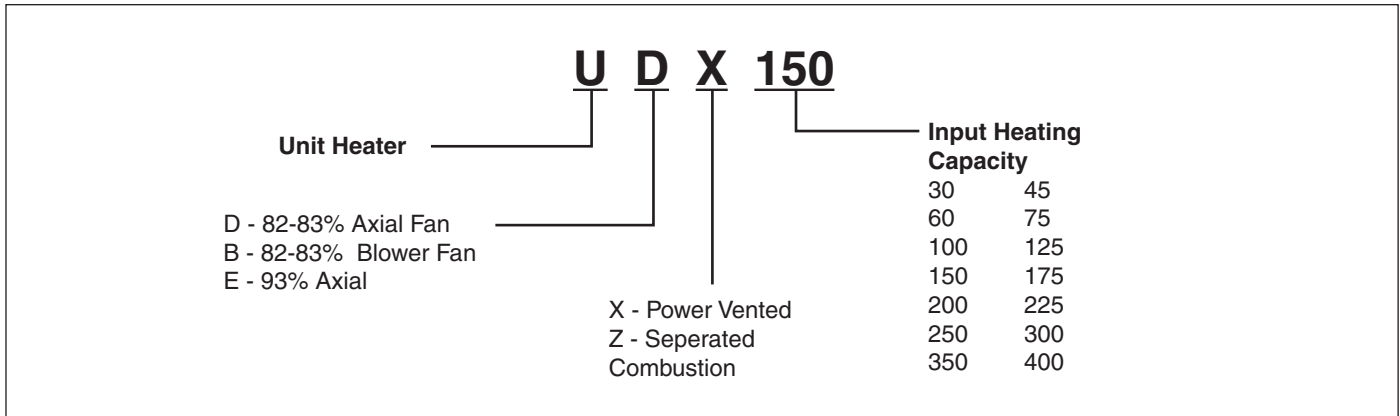 U D X 150
Unit Heater
D - 82-83% Axial Fan
B - 82-83% Blower Fan
E - 93% Axial
X - Power Vented
Z - Seperated
Combustion
Input Heating
Capacity
30 45
60 75
100 125
150 175
200 225
250 300
350 400